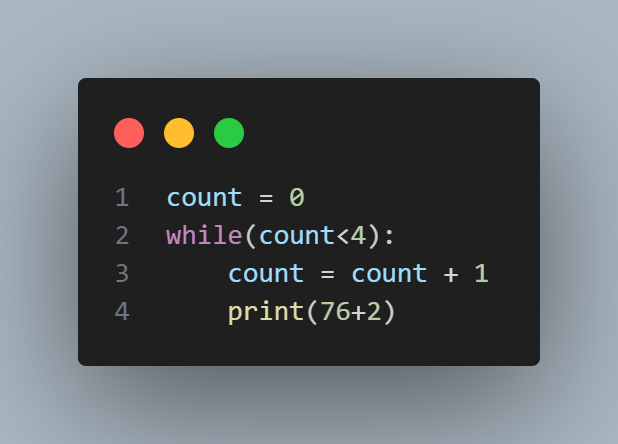 1 count = 0
2 while(count<4):
3     count = count + 1
4     print(76+2)